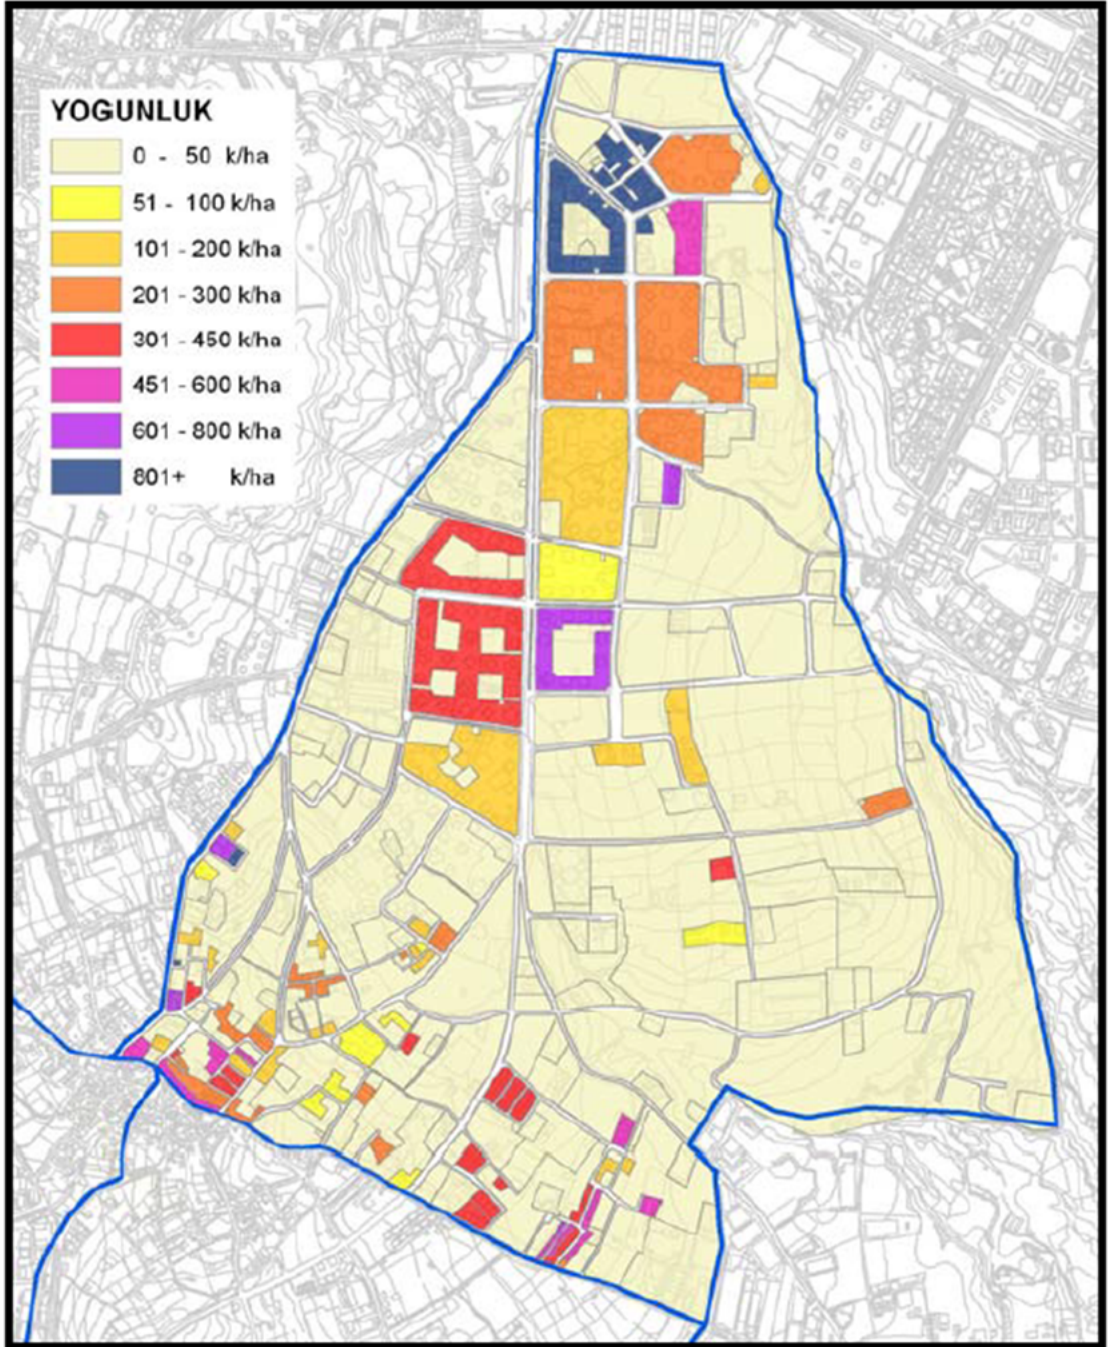 YOGUNLUK
0 - 50 k/ha
51 - 100 k/ha
101 - 200 k/ha
201 - 300 k/ha
301 - 450 k/ha
451 - 600 k/ha
601 - 800 k/ha
801+ k/ha